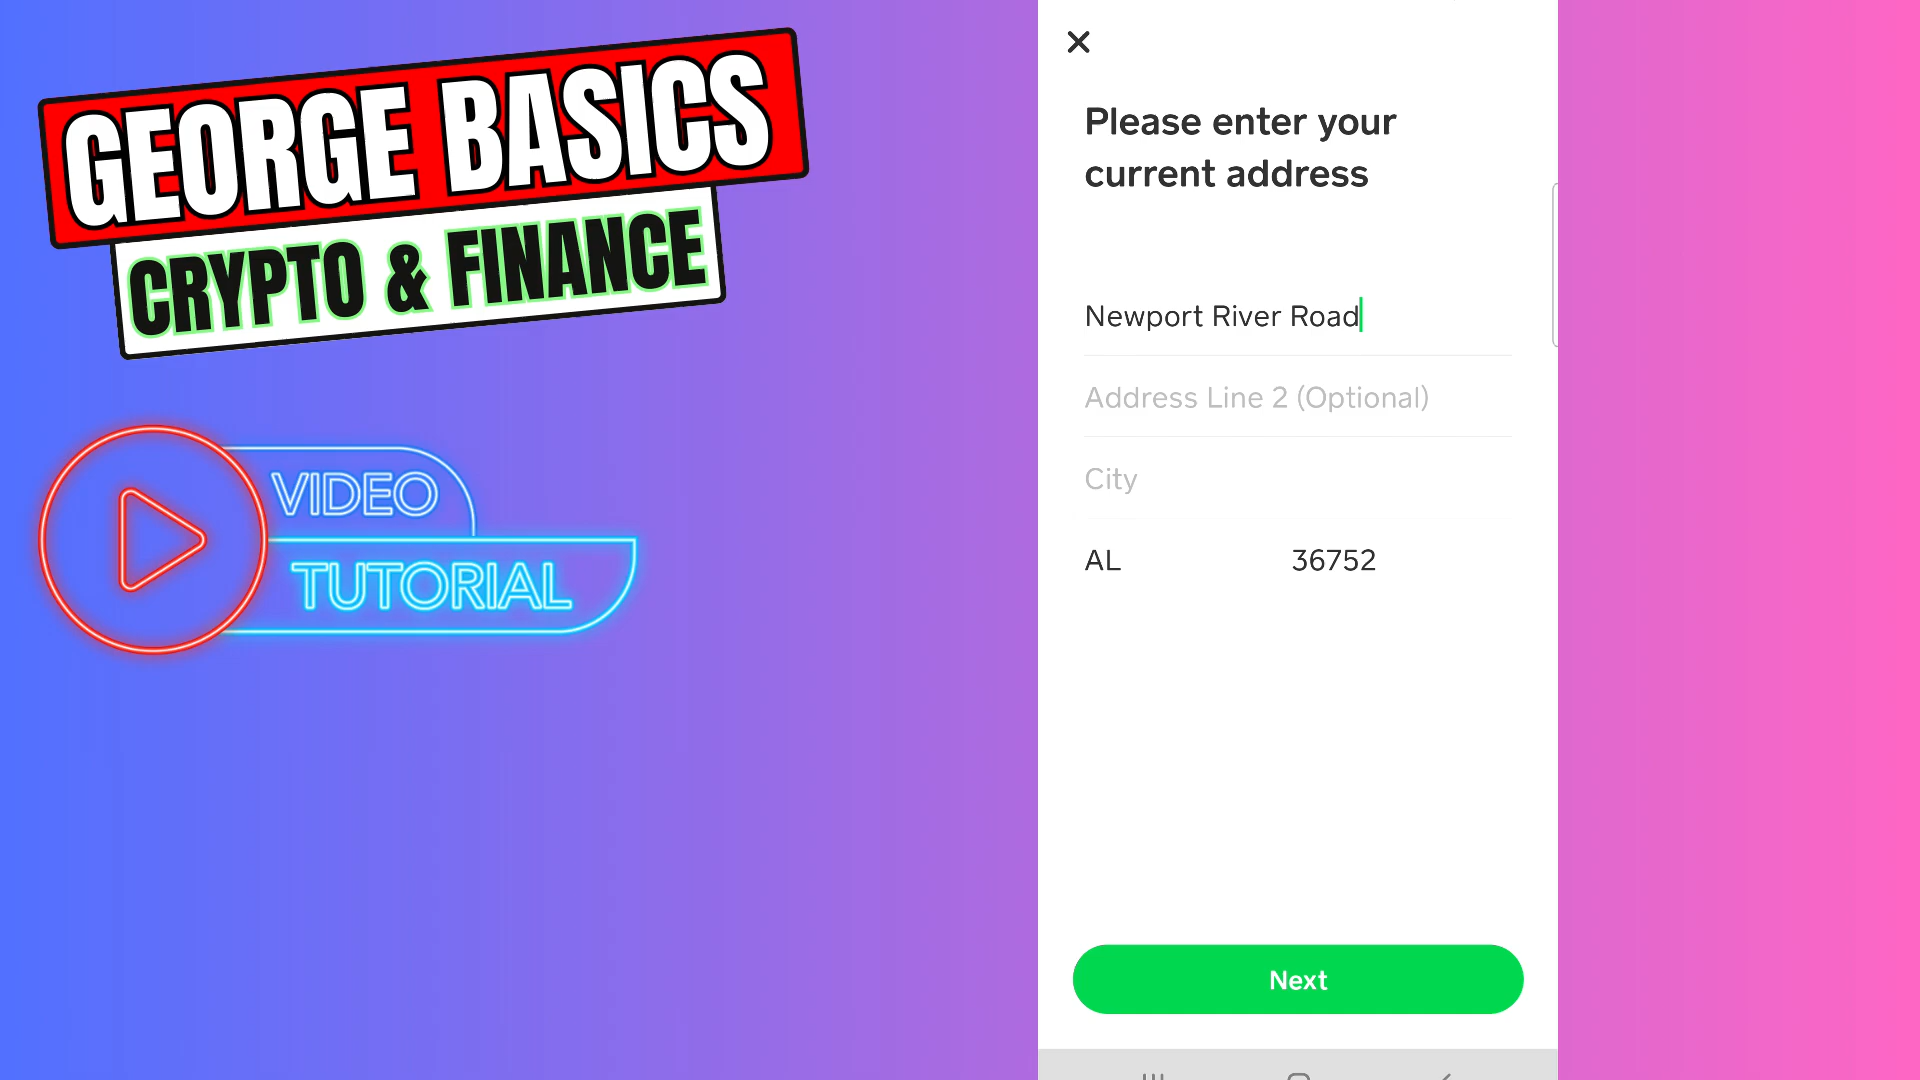 GEORGE BASICS
CRYPTO & FINANCE
VIDEO
TUTORIAL
Please enter your
current address
Newport River Road
Address Line 2 (Optional)
City
AL 36752
Next